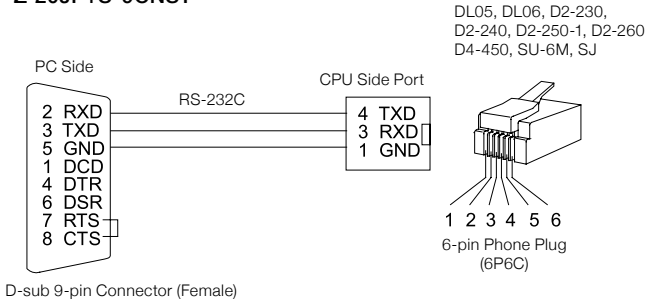 DL05, DL06, D2-230,
D2-240, D2-250-1, D2-260
D4-450, SU-6M, SJ
PC Side
CPU Side Port
RS-232C
2 RXD
3 TXD
5 GND
1 DCD
4 DTR
6 DSR
7 RTS
8 CTS
4 TXD
3 RXD
1 GND
1 2 3 4 5 6
6-pin Phone Plug
(6P6C)
D-sub 9-pin Connector (Female)